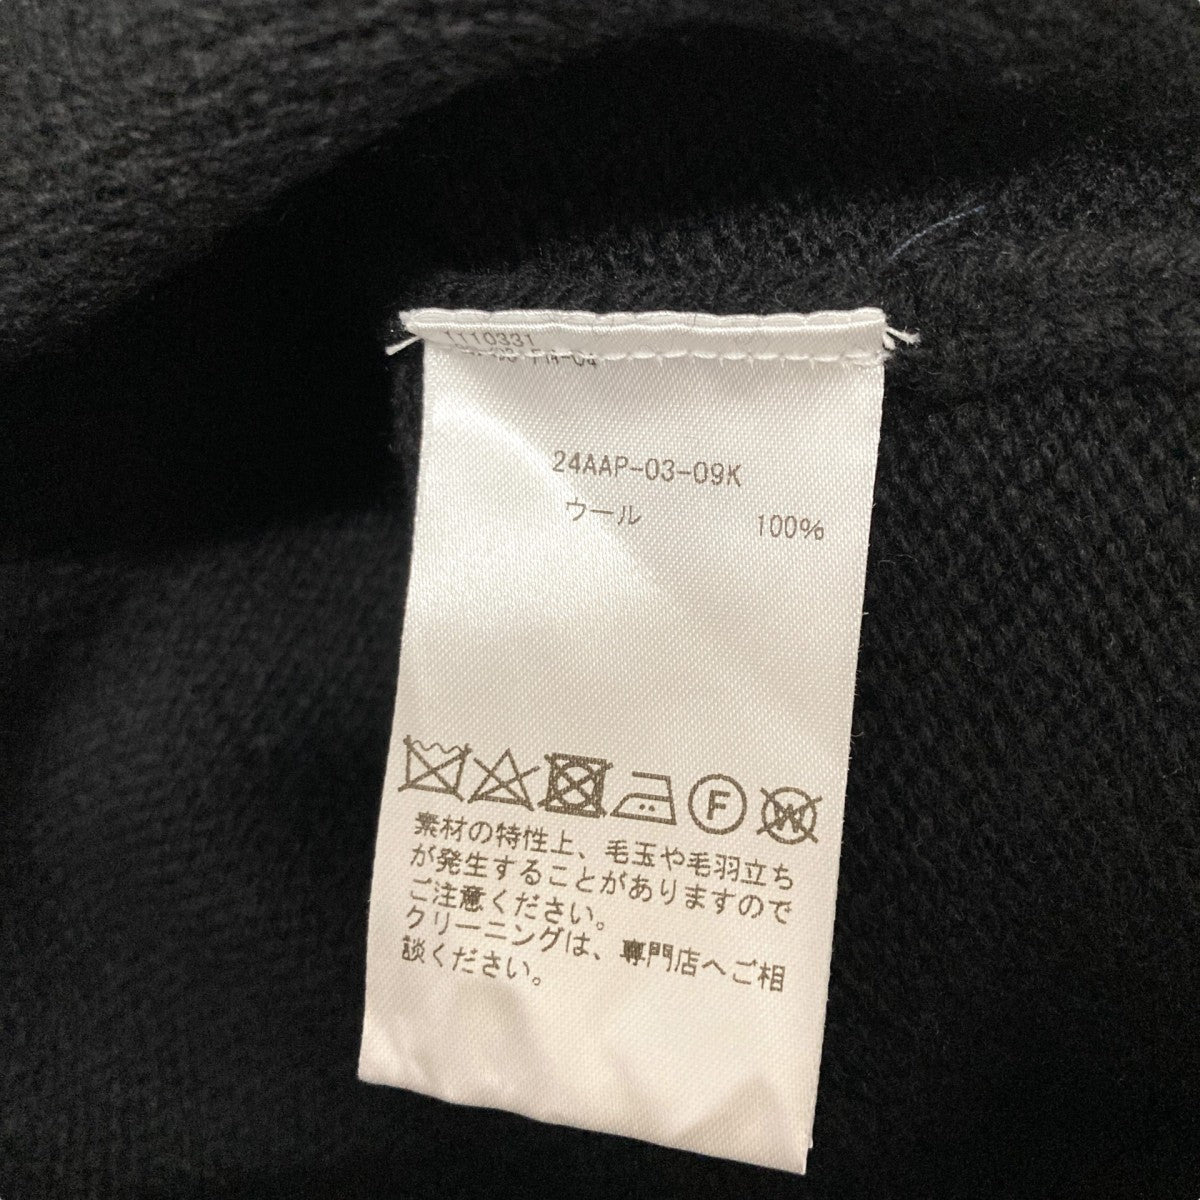 1110331
24AAP-03-09K
ウール 100%
F
W
素材の特性上、毛玉や毛羽立ち
が発生することがありますので
ご注意ください。
クリーニングは、専門店へご相
談ください。